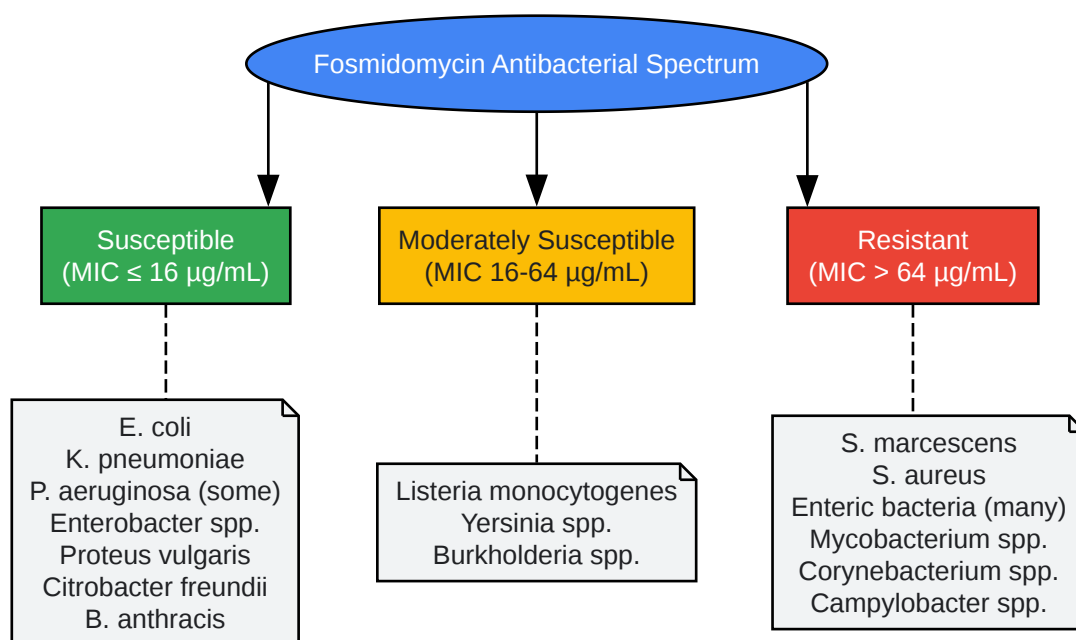 Fosmidomycin Antibacterial Spectrum
Susceptible
(MIC ≤ 16 µg/mL)
Moderately Susceptible
(MIC 16-64 µg/mL)
Resistant
(MIC > 64 µg/mL)
E. coli
K. pneumoniae
P. aeruginosa (some)
Enterobacter spp.
Proteus vulgaris
Citrobacter freundii
B. anthracis
Listeria monocytogenes
Yersinia spp.
Burkholderia spp.
S. marcescens
S. aureus
Enteric bacteria (many)
Mycobacterium spp.
Corynebacterium spp.
Campylobacter spp.